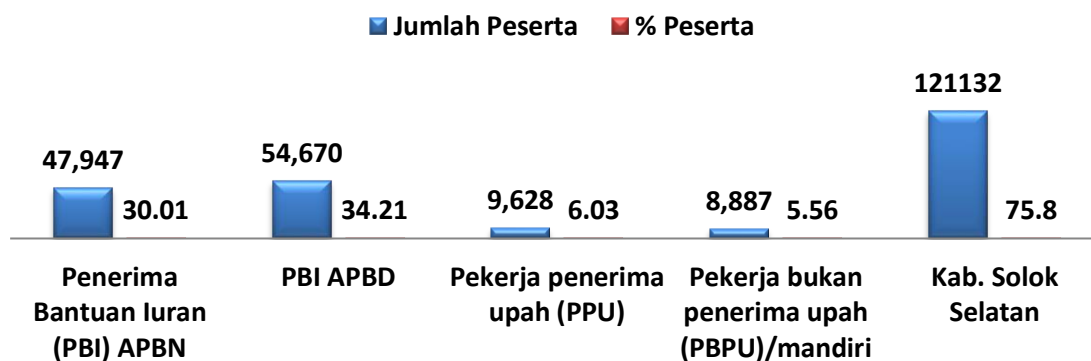 Jumlah Peserta % Peserta
121132
47,947 54,670
30.01 34.21 9,628 6.03 8,887 5.56 75.8
Penerima Bantuan Iuran (PBI) APBN
PBI APBD
Pekerja penerima upah (PPU)
Pekerja bukan penerima upah (PBPU)/mandiri
Kab. Solok Selatan